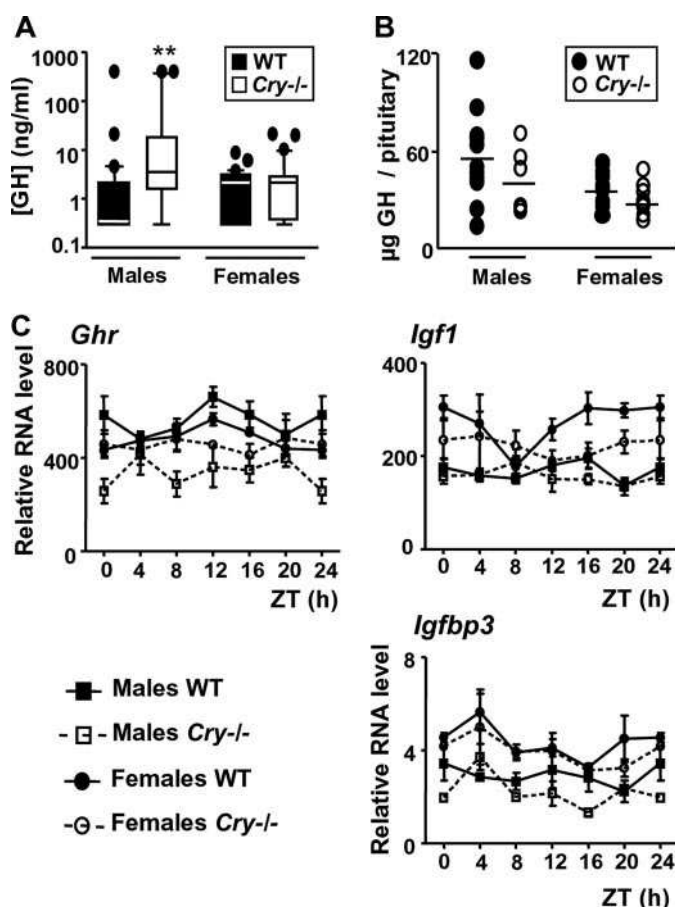 A
B
**
WT
Cry-/-
[GH] (ng/ml)
1000
100
10
1
0.1
Males
Females
WT
Cry-/-
µg GH / pituitary
120
60
0
Males
Females
C
Ghr
Relative RNA level
800
400
0
0 4 8 12 16 20 24
ZT (h)
Igf1
400
200
0
0 4 8 12 16 20 24
ZT (h)
Igfbp3
Relative RNA level
8
4
0
0 4 8 12 16 20 24
ZT (h)
Males WT
Males Cry-/-
Females WT
Females Cry-/-